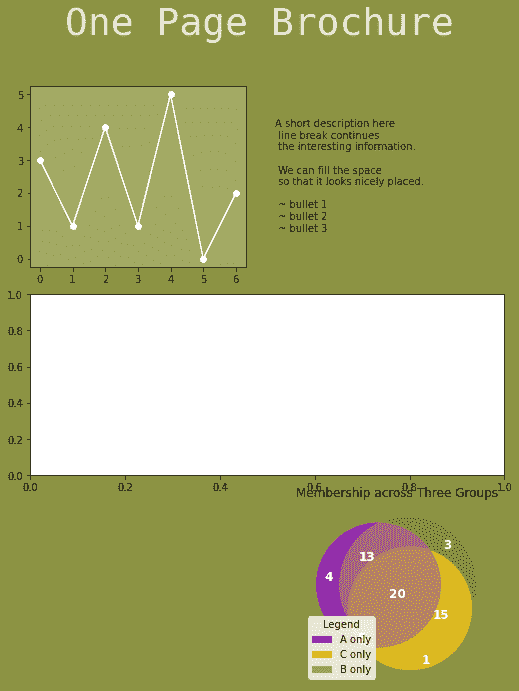 One Page Brochure
5
4
3
2
1
0
0 1 2 3 4 5 6
A short description here
line break continues
the interesting information.
We can fill the space
so that it looks nicely placed.
~ bullet 1
~ bullet 2
~ bullet 3
1.0
0.8
0.6
0.4
0.2
0.0
0.0 0.2 0.4 0.6 0.8 1.0
Membership across Three Groups
3
13
4
20
15
1
Legend
A only
C only
B only